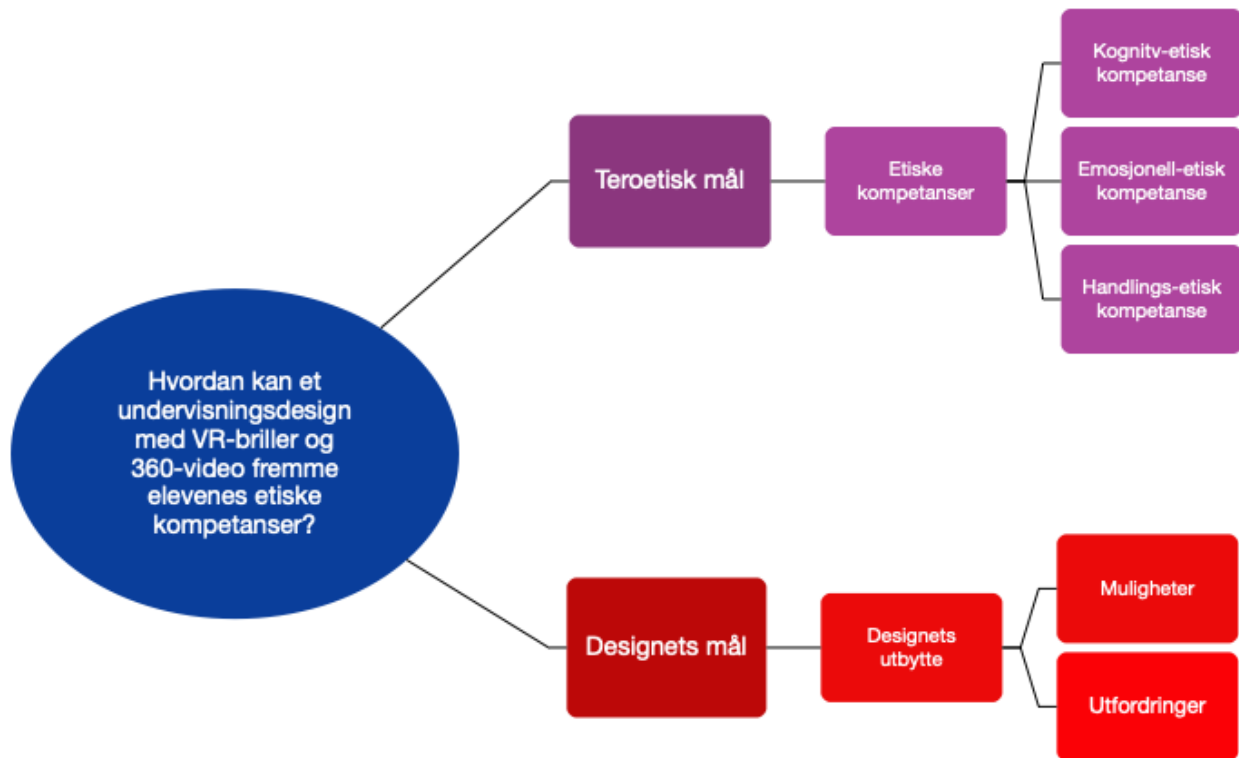 Hvordan kan et
undervisningsdesign
med VR-briller og
360-video fremme
elevenes etiske
kompetanser?
Teroetisk mål
Etiske
kompetanser
Kognitv-etisk
kompetanse
Emosjonell-etisk
kompetanse
Handlings-etisk
kompetanse
Designets mål
Designets
utbytte
Muligheter
Utfordringer